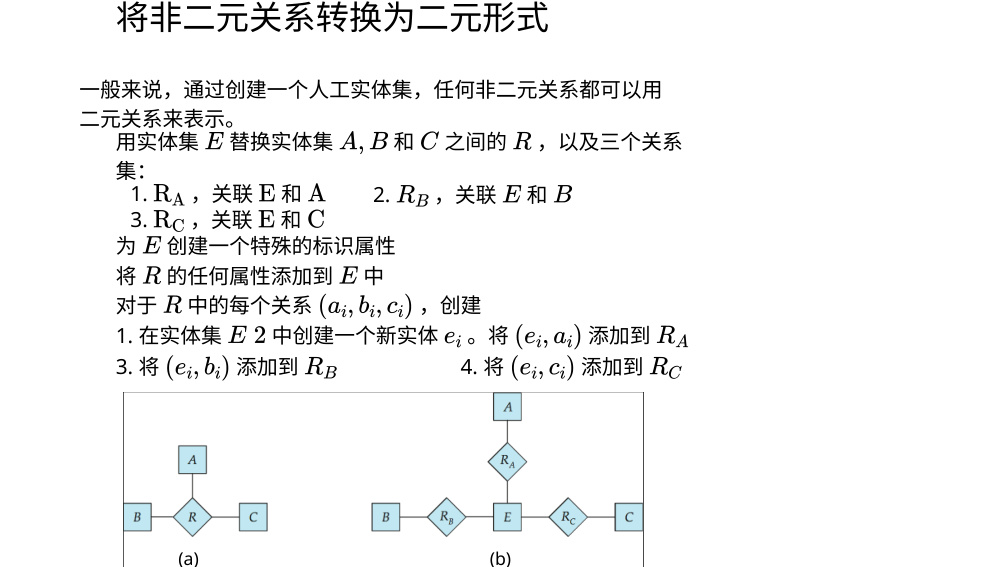 将非二元关系转换为二元形式
一般来说，通过创建一个人工实体集，任何非二元关系都可以用
二元关系来表示。
用实体集 E 替换实体集 A, B 和 C 之间的 R ，以及三个关系
集：
1. R_A ，关联 E 和 A 2. R_B ，关联 E 和 B
3. R_C ，关联 E 和 C
为 E 创建一个特殊的标识属性
将 R 的任何属性添加到 E 中
对于 R 中的每个关系 (a_i, b_i, c_i) ，创建
1. 在实体集 E 2 中创建一个新实体 e_i 。将 (e_i, a_i) 添加到 R_A
3. 将 (e_i, b_i) 添加到 R_B 4. 将 (e_i, c_i) 添加到 R_C
A
B R C
(a)
A
R_A
B R_B E R_C C
(b)